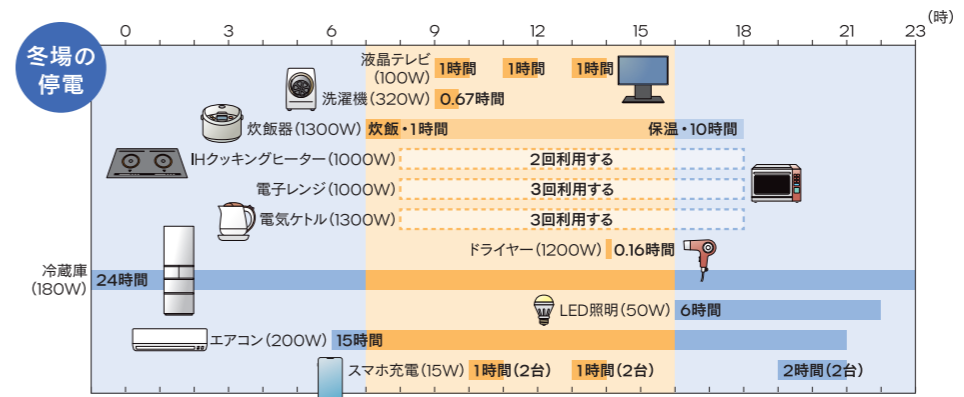 (時)
0 3 6 9 12 15 18 21 23
冬場の
停電
液晶テレビ
(100W)
1時間 1時間 1時間
洗濯機(320W) 0.67時間
炊飯器(1300W) 炊飯・1時間 保温・10時間
IHクッキングヒーター(1000W) 2回利用する
電子レンジ(1000W) 3回利用する
電気ケトル(1300W) 3回利用する
ドライヤー(1200W) 0.16時間
冷蔵庫
(180W)
24時間
LED照明(50W) 6時間
エアコン(200W) 15時間
スマホ充電(15W) 1時間(2台) 1時間(2台) 2時間(2台)